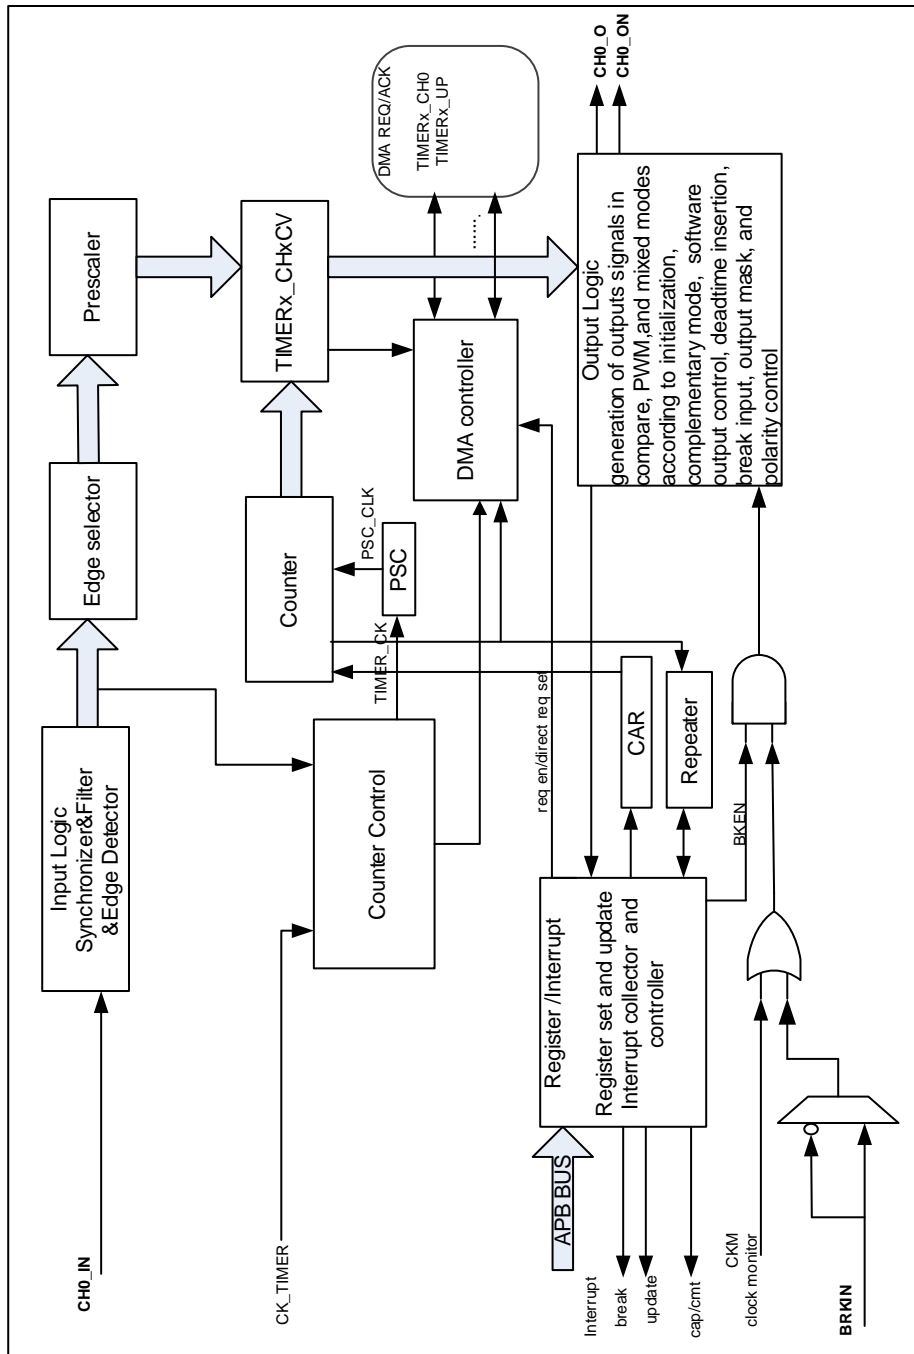 CH0_IN
Input Logic
Synchronizer&Filter
&Edge Detector
Edge selector
Prescaler
CK_TIMER
Counter Control
TIMER_CK
PSC
PSC_CLK
Counter
TIMERx_CHxCV
DMA controller
DMA REQ/ACK
TIMERx_CH0
TIMERx_UP
.......
APB BUS
Register /Interrupt
Register set and update
Interrupt collector and
controller
req en/direct req set
CAR
Repeater
BKEN
Interrupt
break
update
cap/cmt
CKM
clock monitor
BRKIN
Output Logic
generation of outputs signals in
compare, PWM,and mixed modes
according to initialization,
complementary mode, software
output control, deadtime insertion,
break input, output mask, and
polarity control
CH0_O
CH0_ON